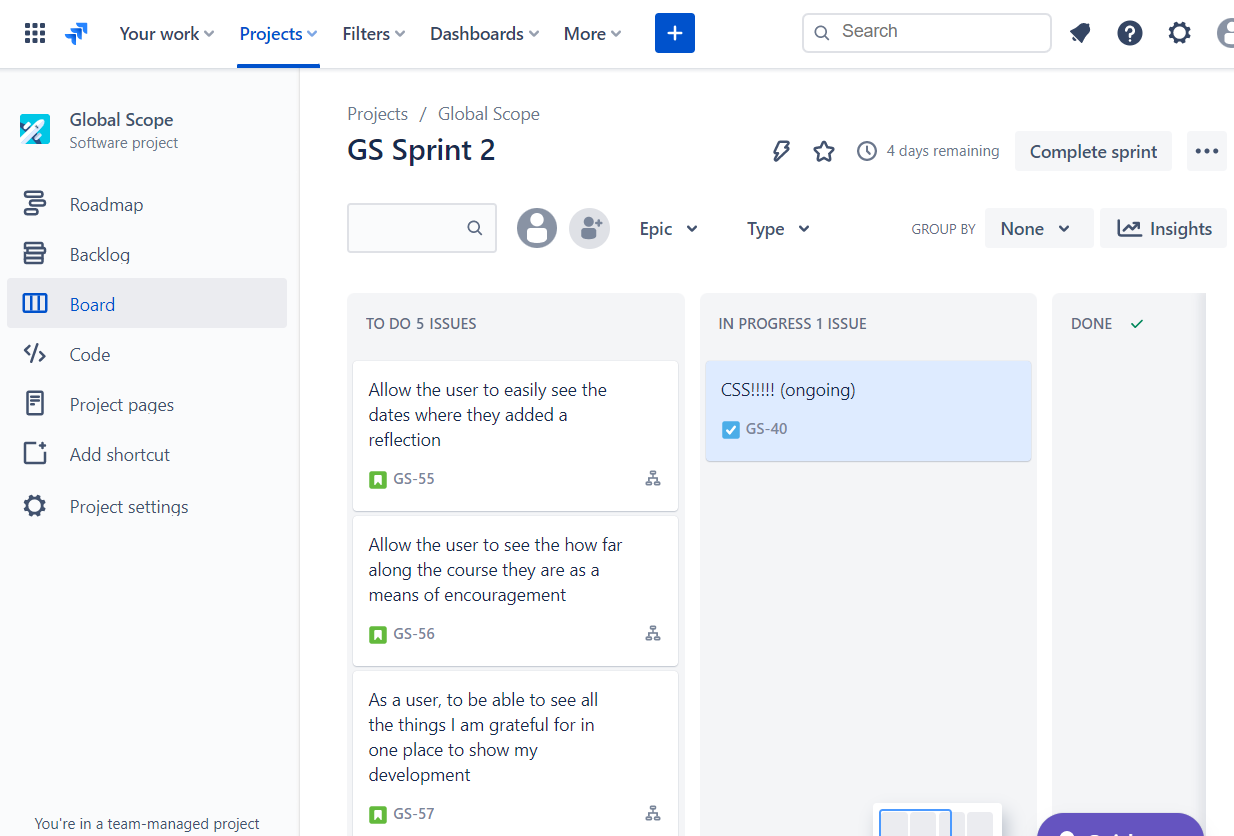 Your work
Projects
Filters
Dashboards
More
Search
Global Scope
Software project
Roadmap
Backlog
Board
Code
Project pages
Add shortcut
Project settings
You're in a team-managed project
Projects / Global Scope
GS Sprint 2
4 days remaining
Complete sprint
Epic
Type
GROUP BY
None
Insights
TO DO 5 ISSUES
Allow the user to easily see the
dates where they added a
reflection
GS-55
Allow the user to see the how far
along the course they are as a
means of encouragement
GS-56
As a user, to be able to see all
the things I am grateful for in
one place to show my
development
GS-57
IN PROGRESS 1 ISSUE
CSS!!!!! (ongoing)
GS-40
DONE